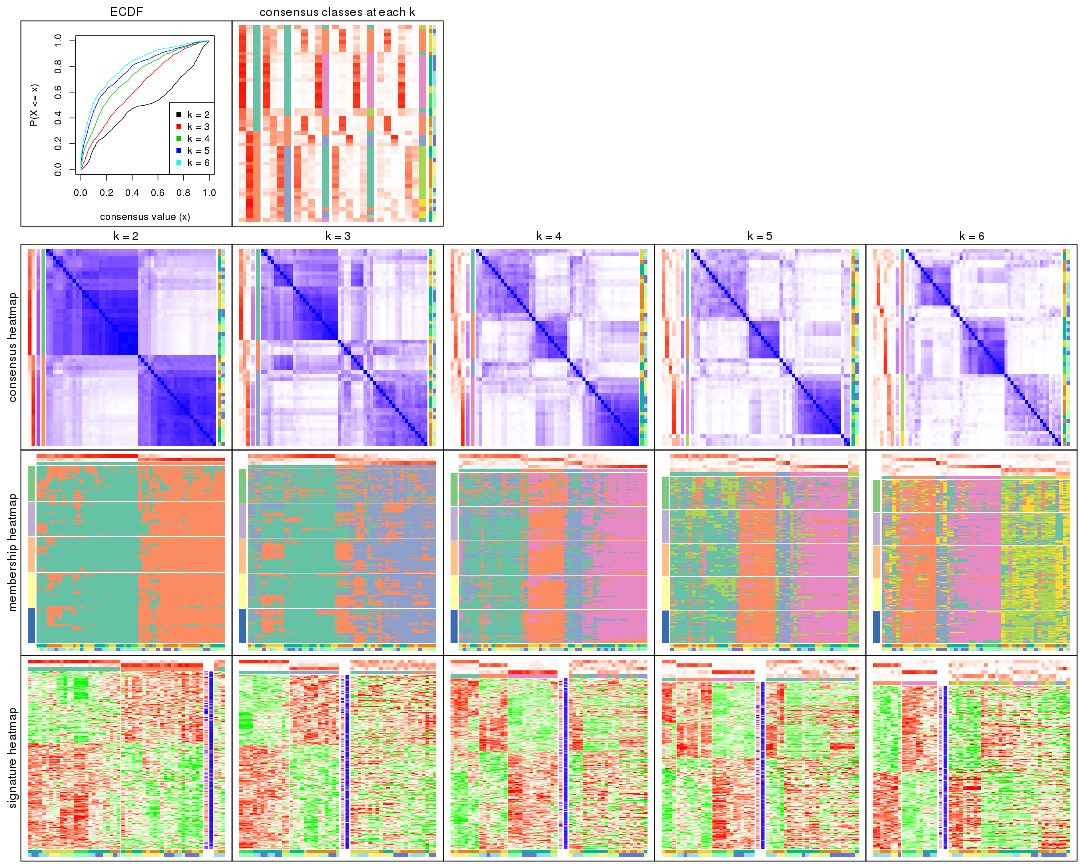 ECDF
consensus classes at each k
P(X <= x)
0.0 0.2 0.4 0.6 0.8 1.0
k = 2
k = 3
k = 4
k = 5
k = 6
0.0 0.2 0.4 0.6 0.8 1.0
consensus value (x)
k = 2
k = 3
k = 4
k = 5
k = 6
consensus heatmap
membership heatmap
signature heatmap